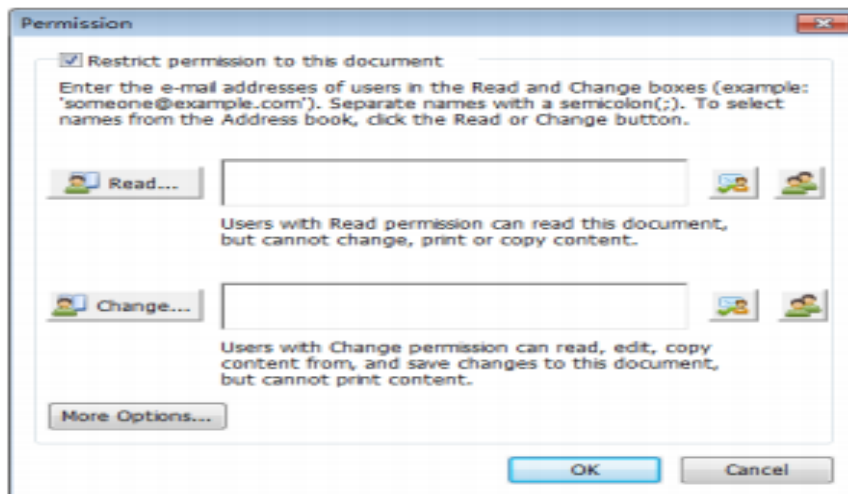 Permission
Restrict permission to this document
Enter the e-mail addresses of users in the Read and Change boxes (example:
'someone@example.com'). Separate names with a semicolon(;). To select
names from the Address book, click the Read or Change button.
Read...
Users with Read permission can read this document,
but cannot change, print or copy content.
Change...
Users with Change permission can read, edit, copy
content from, and save changes to this document,
but cannot print content.
More Options...
OK Cancel